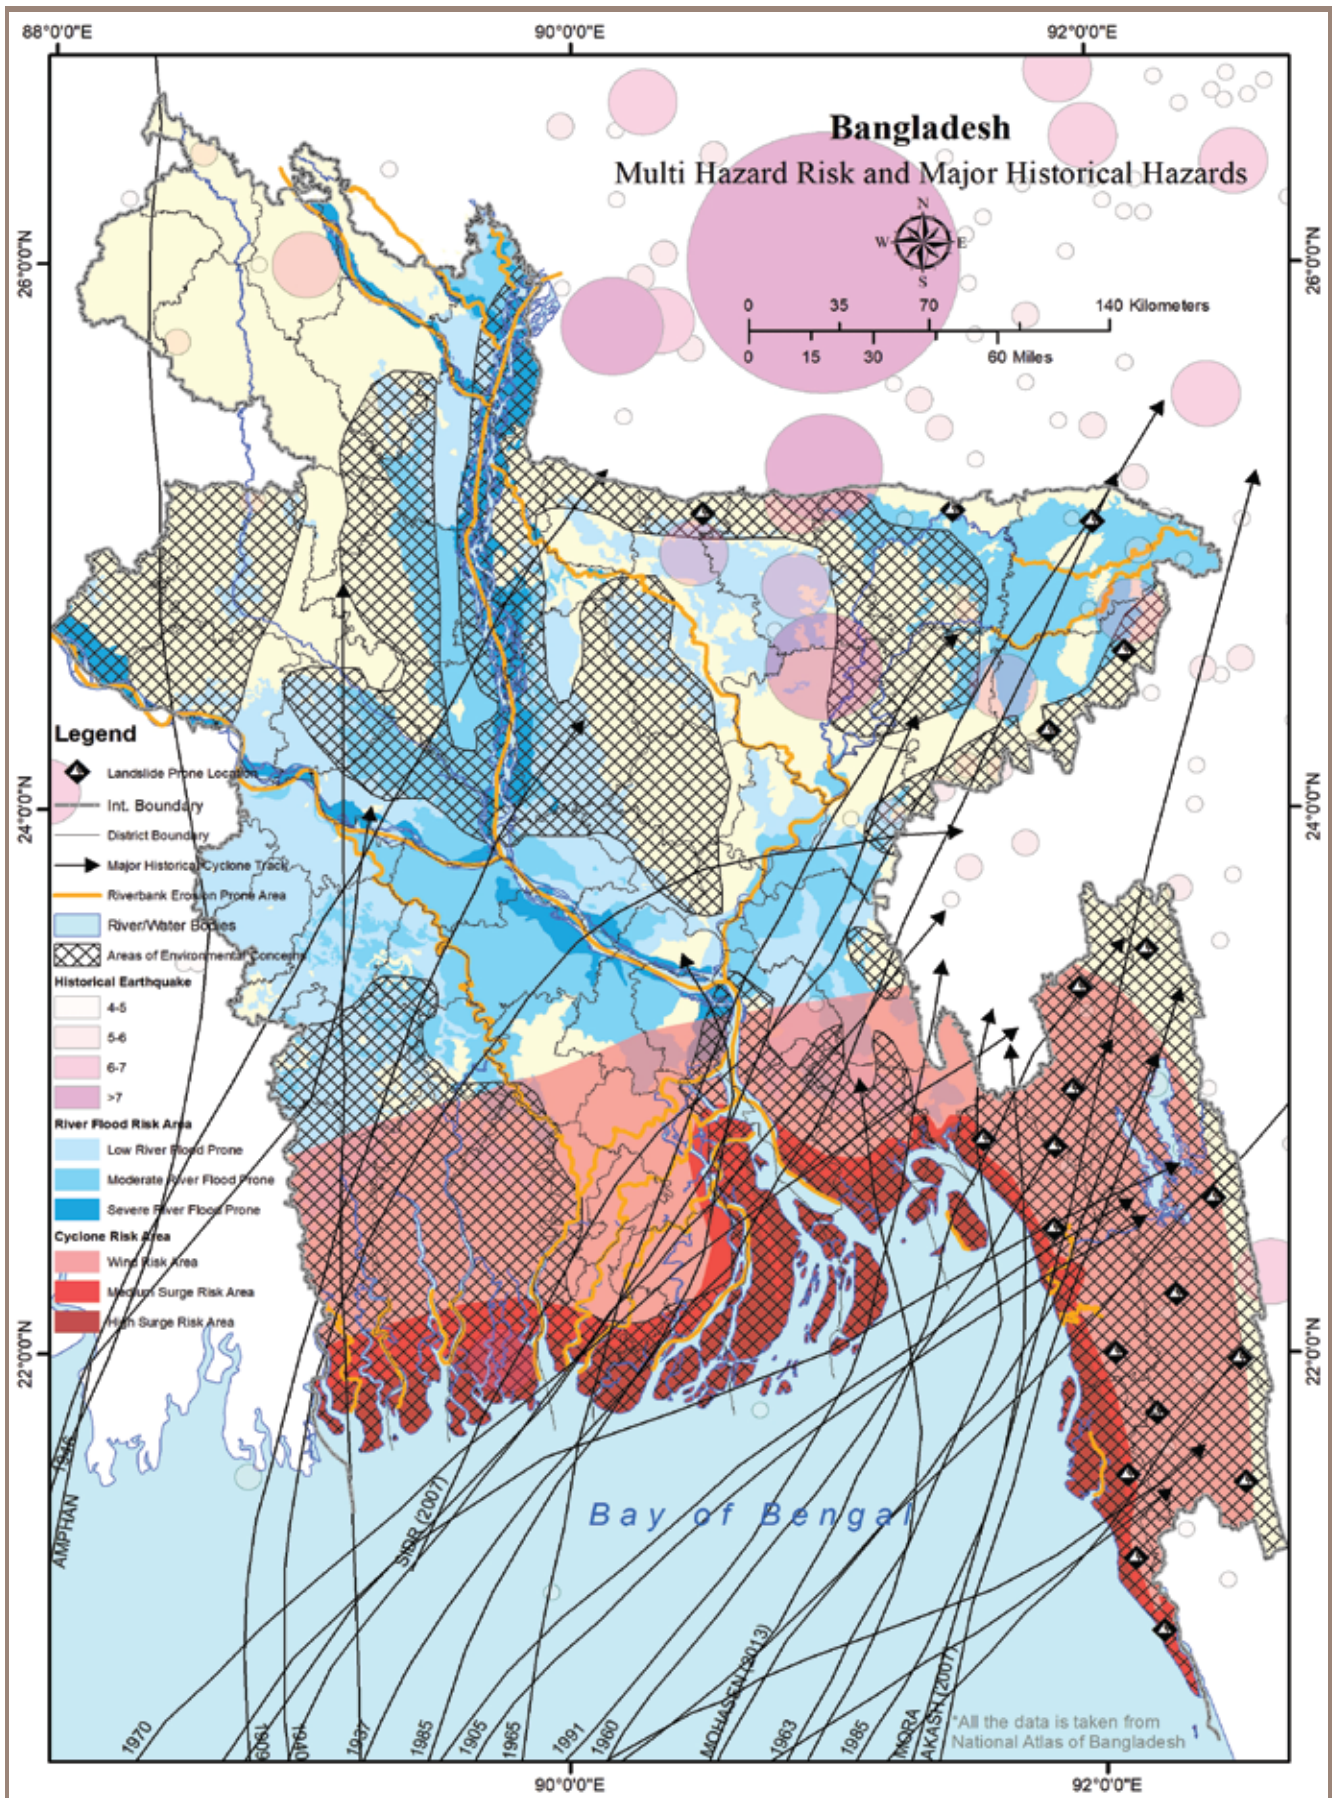 88°0'0"E
90°0'0"E
92°0'0"E
Bangladesh
Multi Hazard Risk and Major Historical Hazards
N
W
E
S
0
35
70
140 Kilometers
0
15
30
60 Miles
26°0'0"N
26°0'0"N
24°0'0"N
24°0'0"N
22°0'0"N
22°0'0"N
Legend
Landslide Prone Location
Int. Boundary
District Boundary
Major Historical Cyclone Track
Riverbank Erosion Prone Area
River/Water Bodies
Areas of Environmental Concerns
Historical Earthquake
4-5
5-6
6-7
>7
River Flood Risk Area
Low River Flood Prone
Moderate River Flood Prone
Severe River Flood Prone
Cyclone Risk Area
Wind Risk Area
Medium Surge Risk Area
High Surge Risk Area
1946
AMPHAN
SIDR (2007)
Bay of Bengal
1970
1909
1940
1937
1985
1905
1965
1991
1960
MOHASEN (2013)
1963
1985
MORA
AKASH (2007)
*All the data is taken from
National Atlas of Bangladesh
90°0'0"E
92°0'0"E